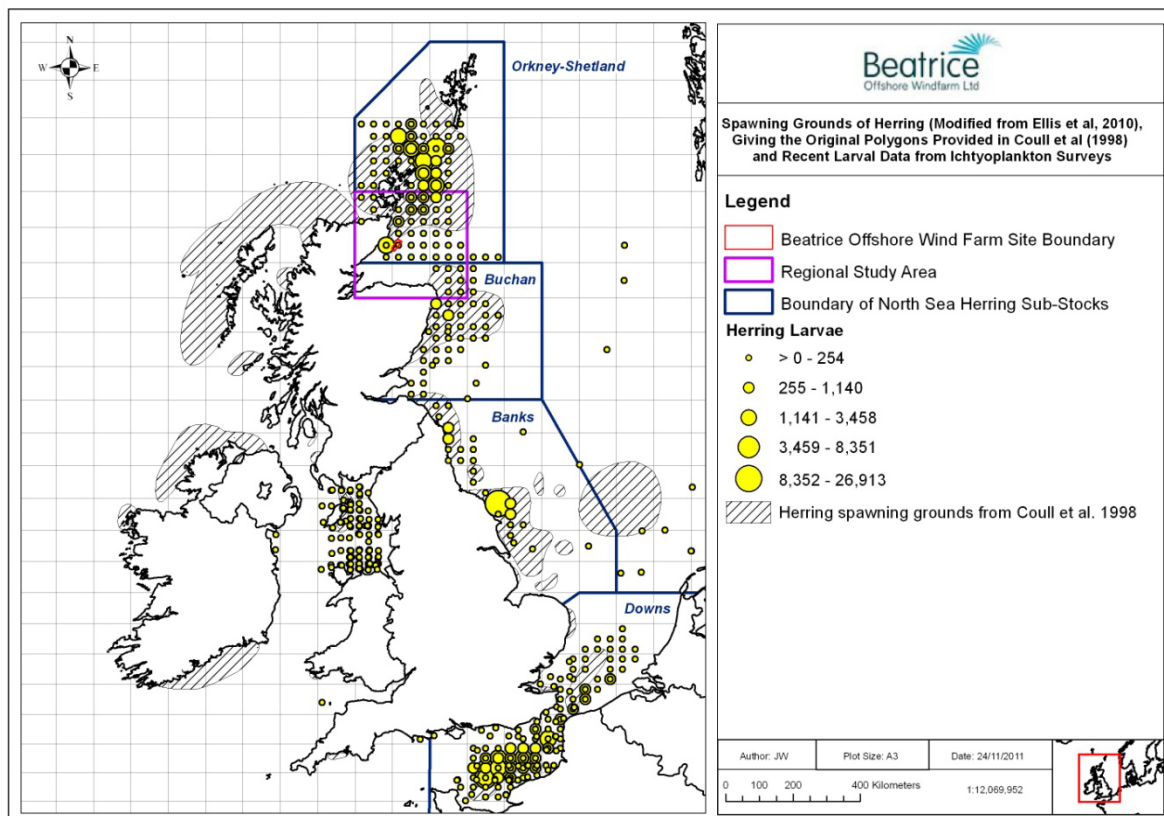 N
W E
S
Orkney-Shetland
Buchan
Banks
Downs
Beatrice
Offshore Windfarm Ltd
Spawning Grounds of Herring (Modified from Ellis et al, 2010),
Giving the Original Polygons Provided in Coull et al (1998)
and Recent Larval Data from Ichtyoplankton Surveys
Legend
Beatrice Offshore Wind Farm Site Boundary
Regional Study Area
Boundary of North Sea Herring Sub-Stocks
Herring Larvae
> 0 - 254
255 - 1,140
1,141 - 3,458
3,459 - 8,351
8,352 - 26,913
Herring spawning grounds from Coull et al. 1998
Author: JW Plot Size: A3 Date: 24/11/2011
0 100 200 400 Kilometers
1:12,069,952